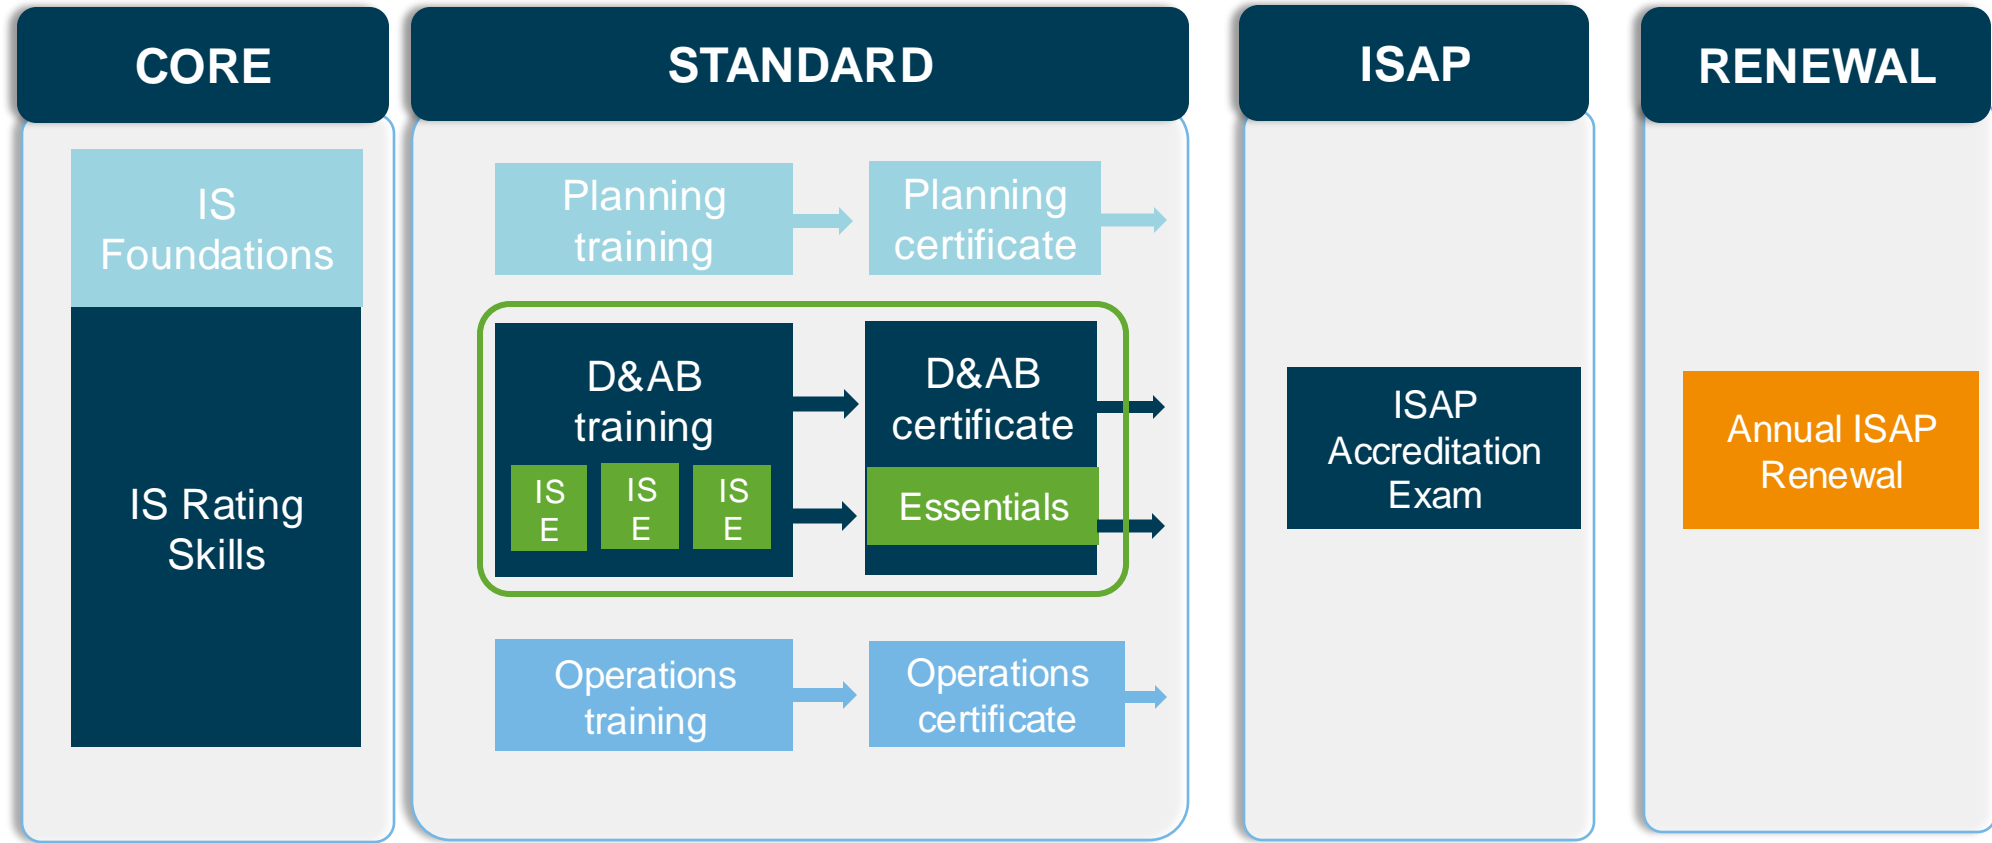 CORE
IS
Foundations
IS Rating
Skills
STANDARD
Planning
training
Planning
certificate
D&AB
training
IS
E
IS
E
IS
E
D&AB
certificate
Essentials
Operations
training
Operations
certificate
ISAP
ISAP
Accreditation
Exam
RENEWAL
Annual ISAP
Renewal